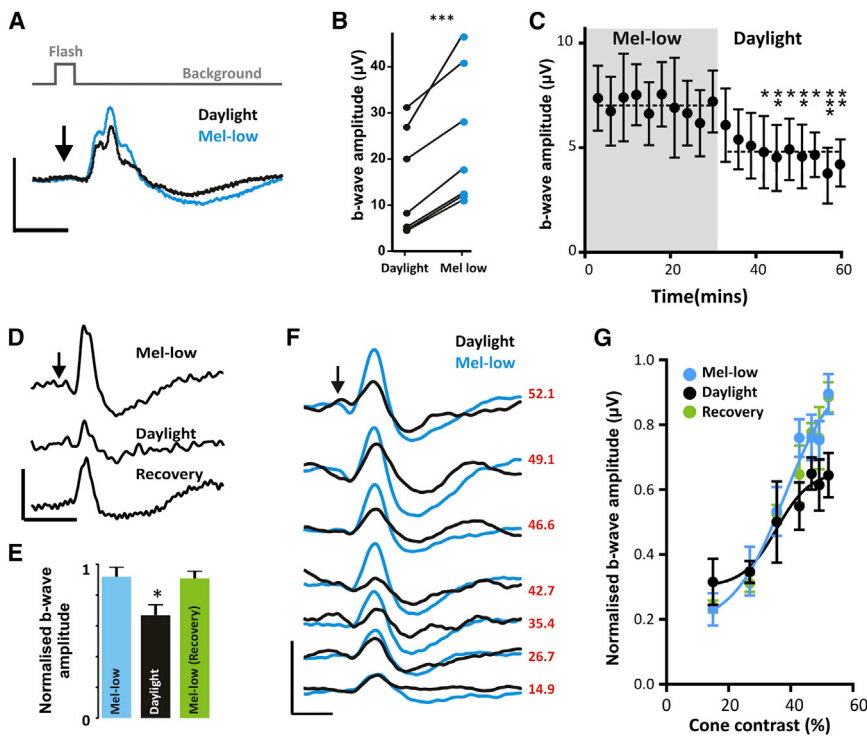 A
Flash
Background
Daylight
Mel-low
B
***
b-wave amplitude (µV)
40
30
20
10
0
Daylight
Mel low
C
Mel-low
Daylight
b-wave amplitude (µV)
10
5
0
* ** * ** * *** **
0 20 40 60
Time(mins)
D
Mel-low
Daylight
Recovery
E
Normalised b-wave amplitude
1
0
*
Mel-low
Daylight
Mel-low (Recovery)
F
Daylight
Mel-low
52.1
49.1
46.6
42.7
35.4
26.7
14.9
G
Mel-low
Daylight
Recovery
Normalised b-wave amplitude (µV)
1.0
0.8
0.6
0.4
0.2
0.0
0 20 40 60
Cone contrast (%)